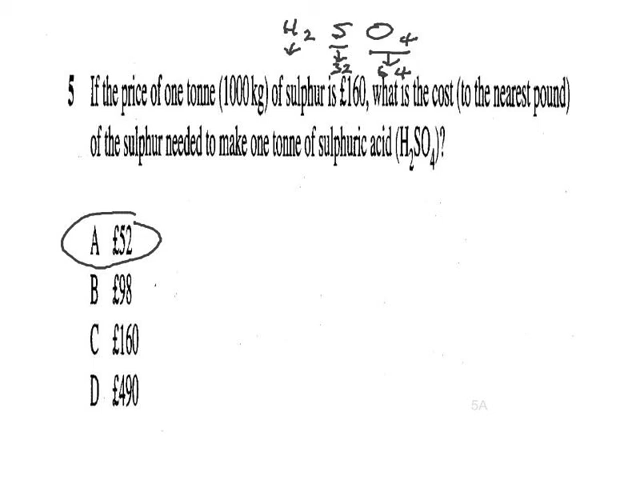 H2 S O4
32 64
5 If the price of one tonne (1000 kg) of sulphur is £160, what is the cost (to the nearest pound)
of the sulphur needed to make one tonne of sulphuric acid (H₂SO₄)?
A £52
B £98
C £160
D £490
5A